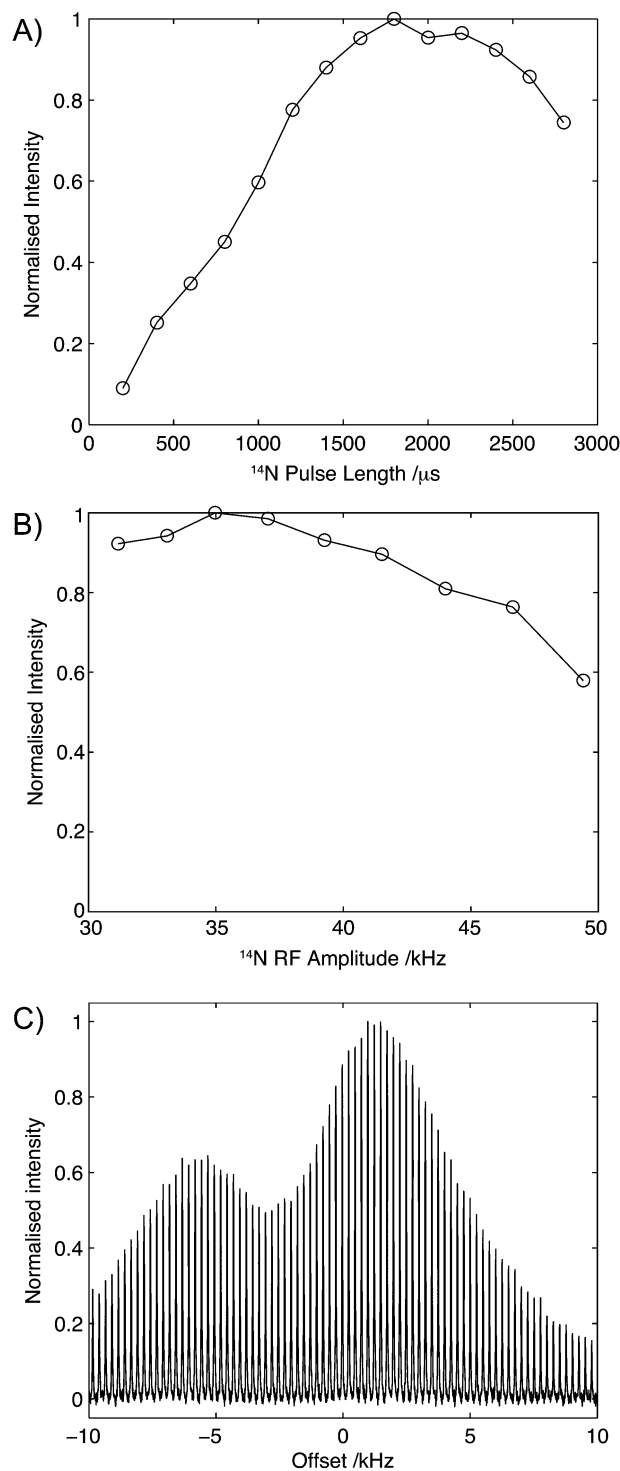 A)
1
0.8
0.6
0.4
0.2
0
Normalised Intensity
0 500 1000 1500 2000 2500 3000
¹⁴N Pulse Length /μs
B)
1
0.8
0.6
0.4
0.2
0
Normalised Intensity
30 35 40 45 50
¹⁴N RF Amplitude /kHz
C)
1
0.8
0.6
0.4
0.2
0
Normalised intensity
−10 −5 0 5 10
Offset /kHz